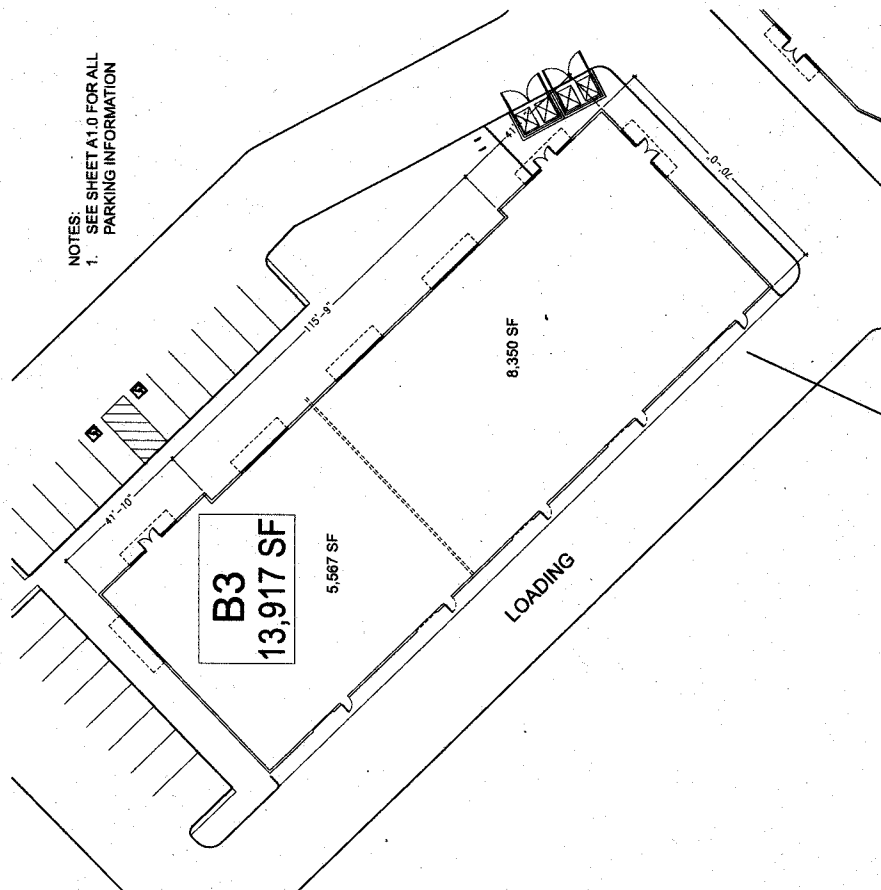 NOTES:
1. SEE SHEET A1.0 FOR ALL
PARKING INFORMATION
115'-9"
70'-0"
41'-10"
8,350 SF
B3
13,917 SF
5,567 SF
LOADING